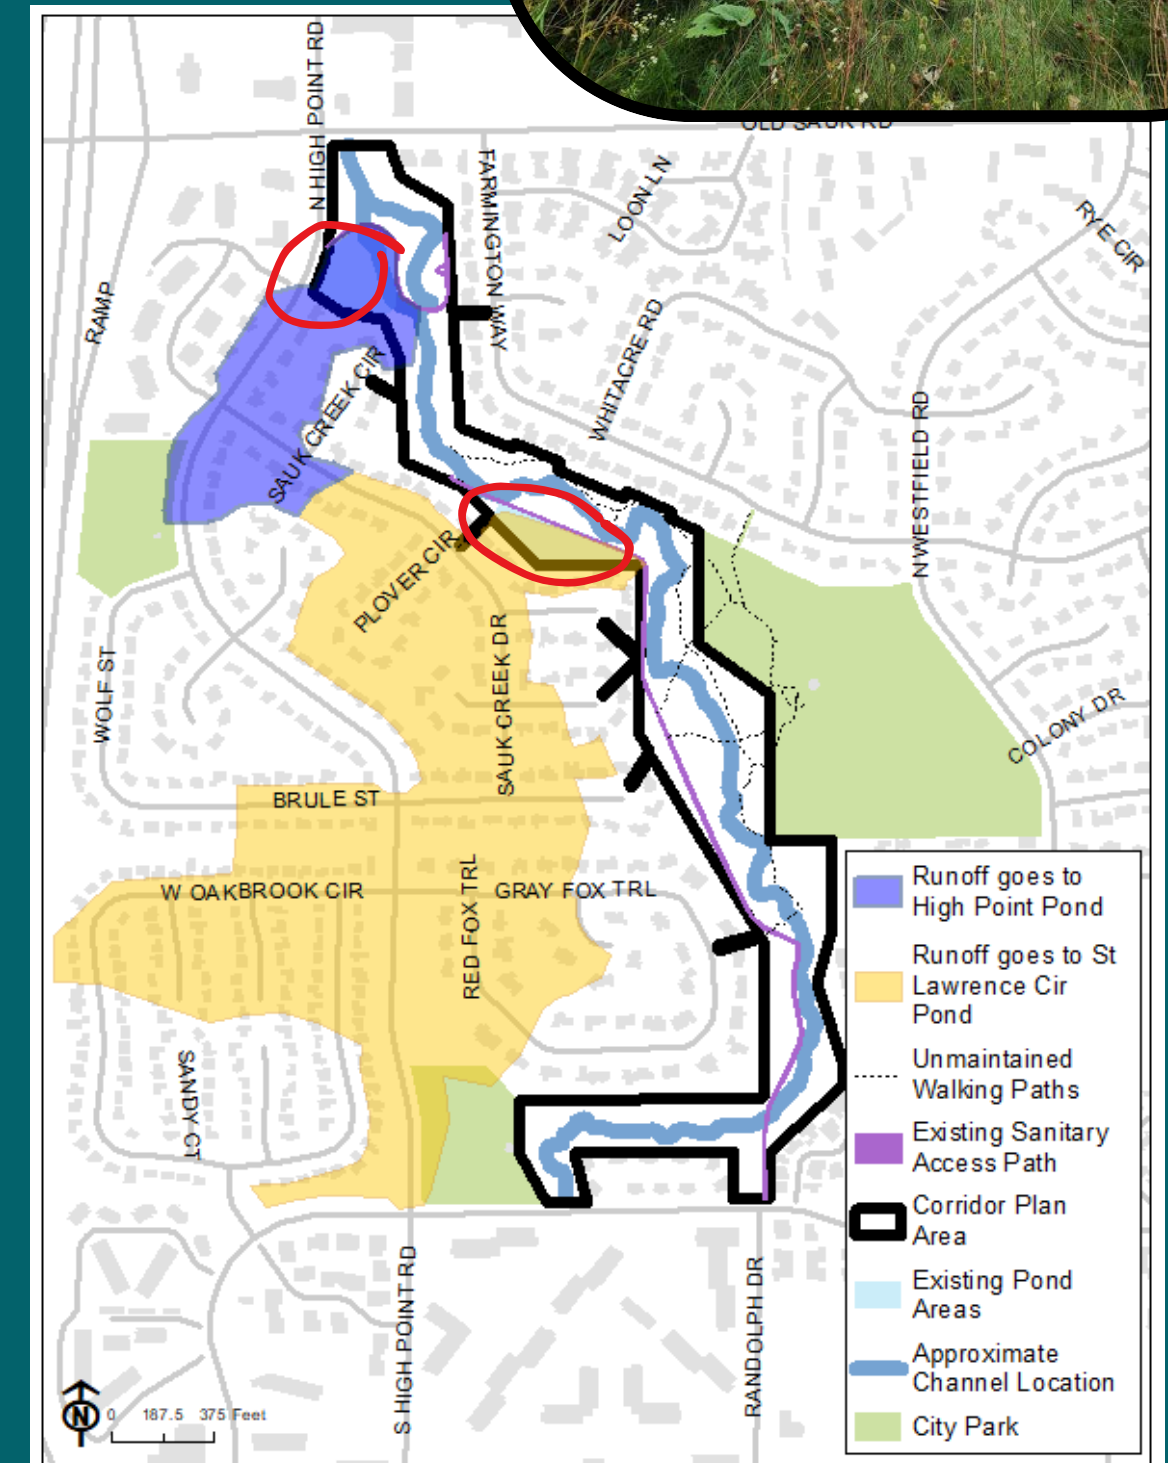 OLD SAUK RD
N HIGH POINT RD
FARMINGTON WAY
LOON LN
RYE CIR
RAMP
WHITACRE RD
SAUK CREEK CIR
N WESTFIELD RD
PLOVER CIR
SAUK CREEK DR
WOLF ST
COLONY DR
BRULE ST
W OAKBROOK CIR
RED FOX TRL
GRAY FOX TRL
SANDY CT
S HIGH POINT RD
RANDOLPH DR
Runoff goes to
High Point Pond
Runoff goes to St
Lawrence Cir
Pond
Unmaintained
Walking Paths
Existing Sanitary
Access Path
Corridor Plan
Area
Existing Pond
Areas
Approximate
Channel Location
City Park
N
0 187.5 375 Feet